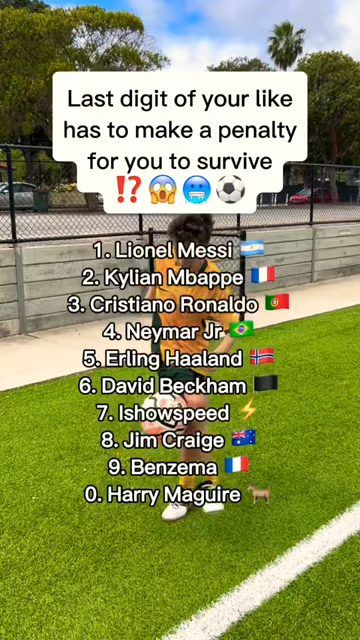 Last digit of your like
has to make a penalty
for you to survive
⁉️😱🥶⚽
1. Lionel Messi 🇦🇷
2. Kylian Mbappe 🇫🇷
3. Cristiano Ronaldo 🇵🇹
4. Neymar Jr 🇧🇷
5. Erling Haaland 🇳🇴
6. David Beckham 🏴
7. Ishowspeed ⚡
8. Jim Craige 🇦🇺
9. Benzema 🇫🇷
0. Harry Maguire 🐐